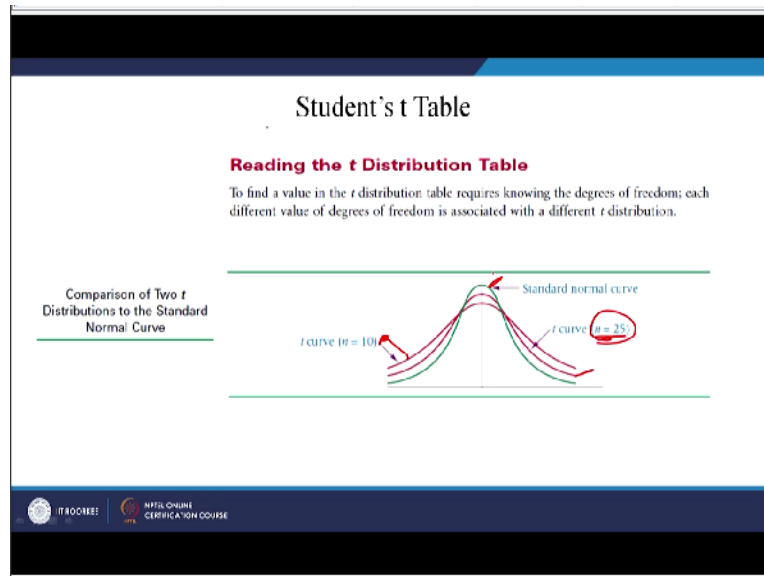 Student's t Table
Reading the t Distribution Table
To find a value in the t distribution table requires knowing the degrees of freedom; each
different value of degrees of freedom is associated with a different t distribution.
Comparison of Two t
Distributions to the Standard
Normal Curve
Standard normal curve
t curve (n = 10)
t curve (n = 25)
IIT ROORKEE
NPTEL ONLINE
CERTIFICATION COURSE